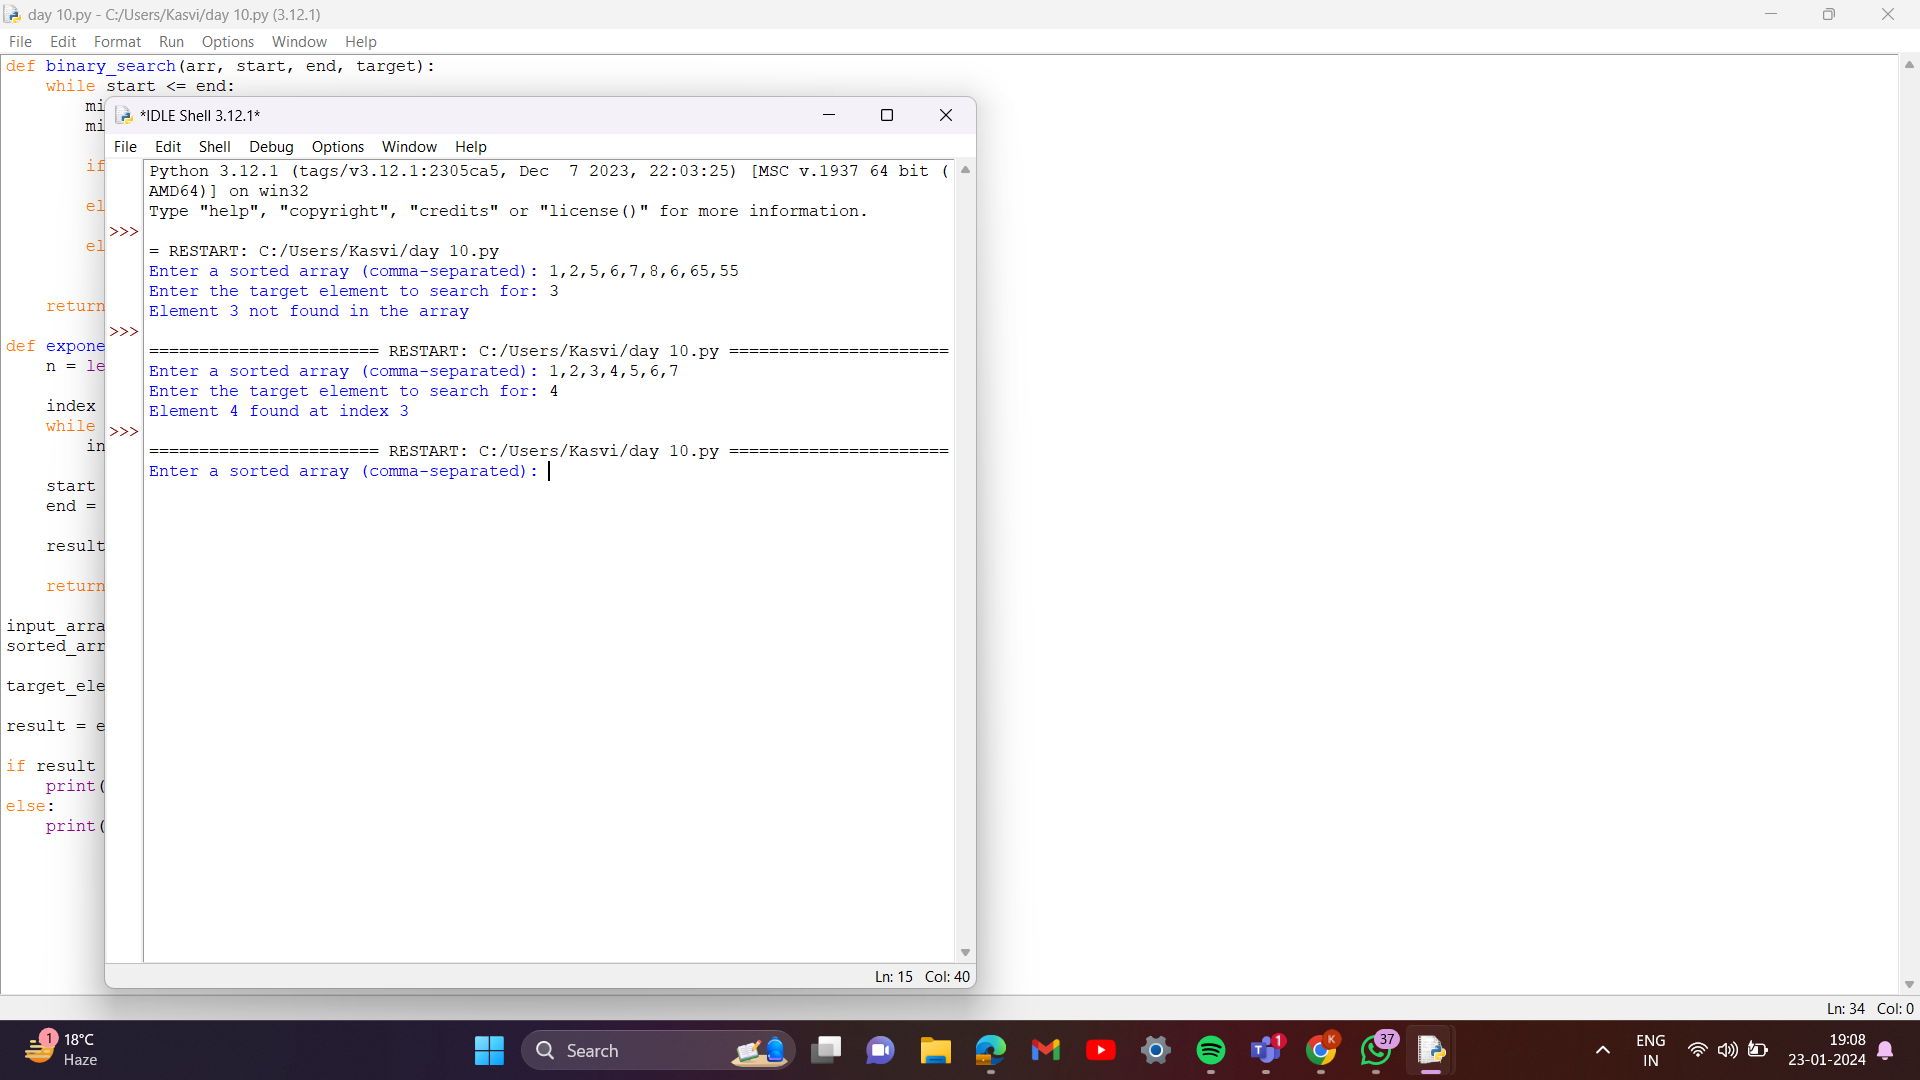 day 10.py - C:/Users/Kasvi/day 10.py (3.12.1)
File Edit Format Run Options Window Help
def binary_search(arr, start, end, target):
while start <= end:
mi
mi
if
el
el
return
def expone
n = le
index
while
in
start
end =
result
return
input_arra
sorted_arr
target_ele
result = e
if result
print(
else:
print(
*IDLE Shell 3.12.1*
File Edit Shell Debug Options Window Help
Python 3.12.1 (tags/v3.12.1:2305ca5, Dec  7 2023, 22:03:25) [MSC v.1937 64 bit (
AMD64)] on win32
Type "help", "copyright", "credits" or "license()" for more information.
>>>
= RESTART: C:/Users/Kasvi/day 10.py
Enter a sorted array (comma-separated): 1,2,5,6,7,8,6,65,55
Enter the target element to search for: 3
Element 3 not found in the array
>>>
======================= RESTART: C:/Users/Kasvi/day 10.py ======================
Enter a sorted array (comma-separated): 1,2,3,4,5,6,7
Enter the target element to search for: 4
Element 4 found at index 3
>>>
======================= RESTART: C:/Users/Kasvi/day 10.py ======================
Enter a sorted array (comma-separated):
Ln: 15 Col: 40
Ln: 34 Col: 0
1
18°C
Haze
Search
1
K
37
ENG
IN
19:08
23-01-2024